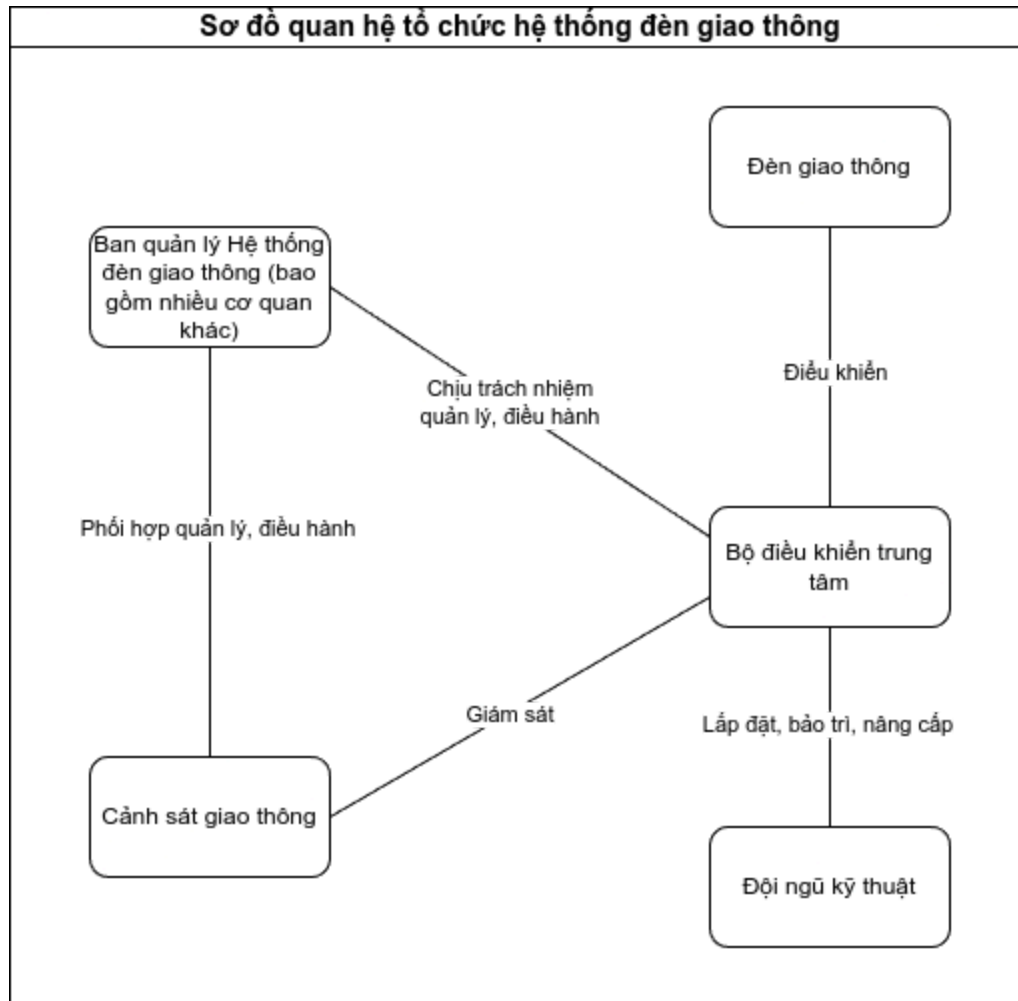 Sơ đồ quan hệ tổ chức hệ thống đèn giao thông
Đèn giao thông
Ban quản lý Hệ thống
đèn giao thông (bao
gồm nhiều cơ quan
khác)
Chịu trách nhiệm
quản lý, điều hành
Điều khiển
Phối hợp quản lý, điều hành
Bộ điều khiển trung
tâm
Giám sát
Lắp đặt, bảo trì, nâng cấp
Cảnh sát giao thông
Đội ngũ kỹ thuật